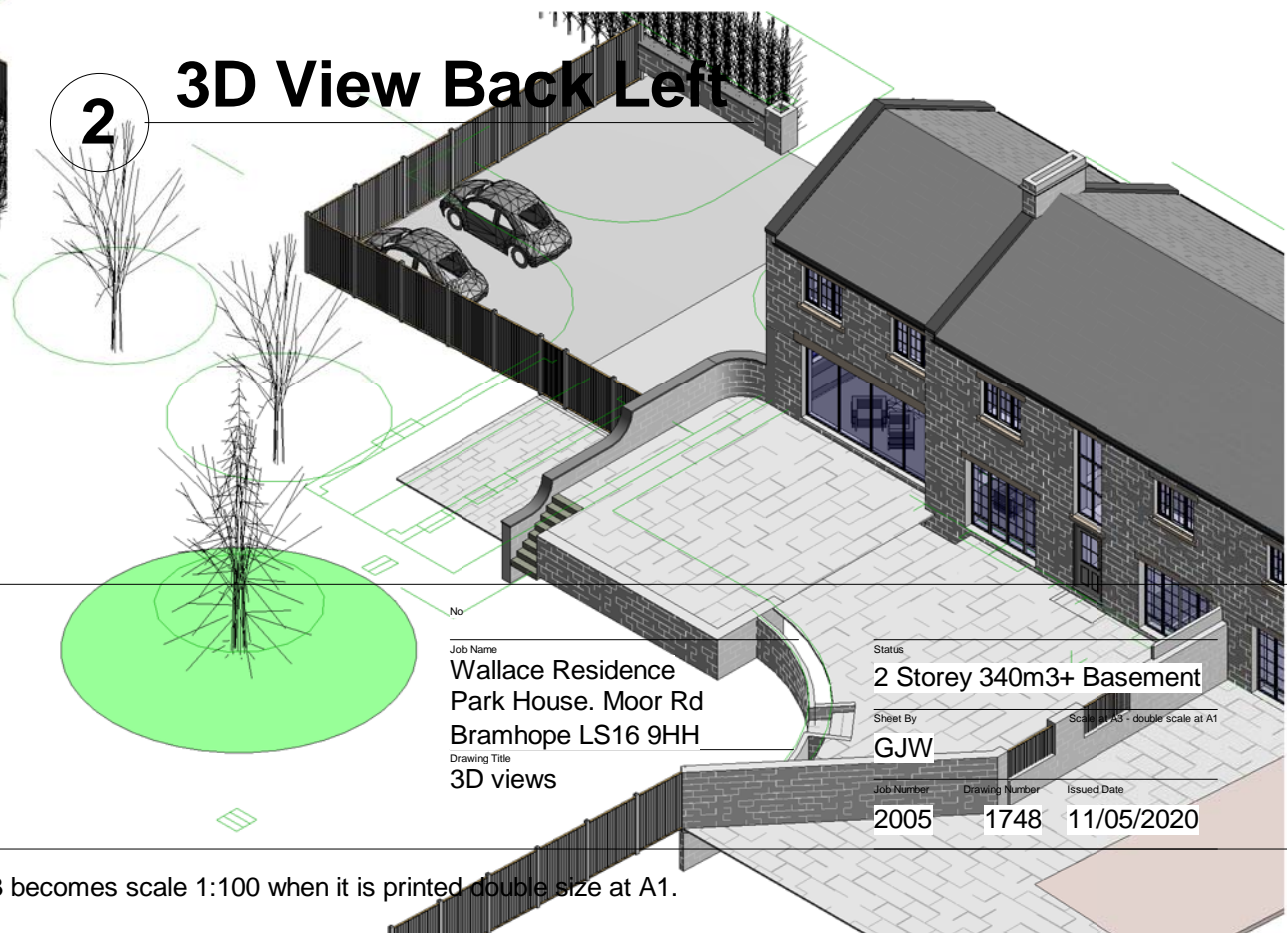 2
3D View Back Left
No
Job Name
Wallace Residence
Park House. Moor Rd
Bramhope LS16 9HH
Drawing Title
3D views
Status
2 Storey 340m3+ Basement
Sheet By
Scale at A3 - double scale at A1
GJW
Job Number Drawing Number Issued Date
2005 1748 11/05/2020
becomes scale 1:100 when it is printed double size at A1.